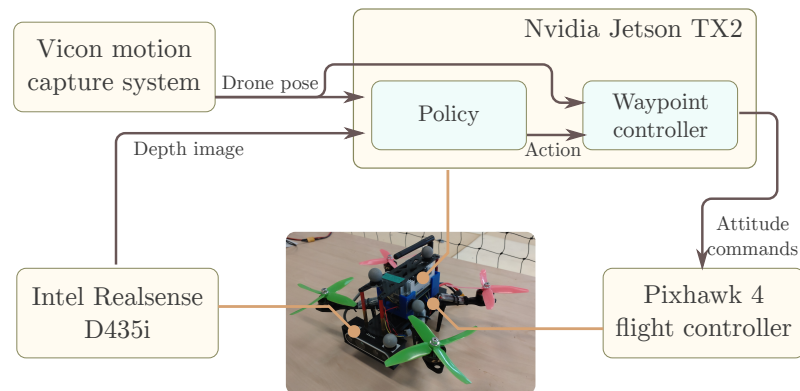 Nvidia Jetson TX2
Vicon motion
capture system
Drone pose
Policy
Waypoint
controller
Action
Depth image
Attitude
commands
Intel Realsense
D435i
Pixhawk 4
flight controller